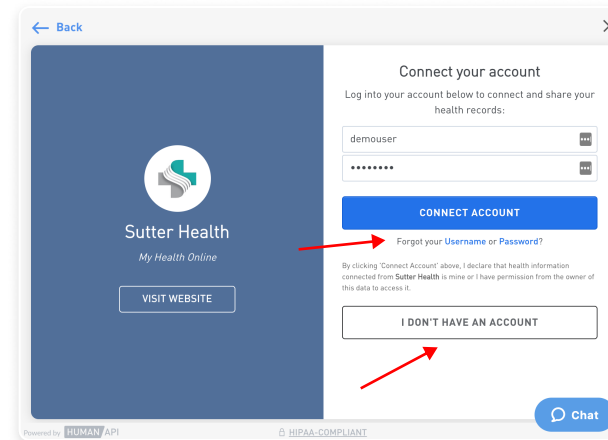 Back
Sutter Health
My Health Online
VISIT WEBSITE
Connect your account
Log into your account below to connect and share your
health records:
demouser
••••••••
CONNECT ACCOUNT
Forgot your Username or Password?
By clicking 'Connect Account' above, I declare that health information
connected from Sutter Health is mine or I have permission from the owner of
this data to access it.
I DON'T HAVE AN ACCOUNT
Chat
Powered by HUMAN API
HIPAA-COMPLIANT